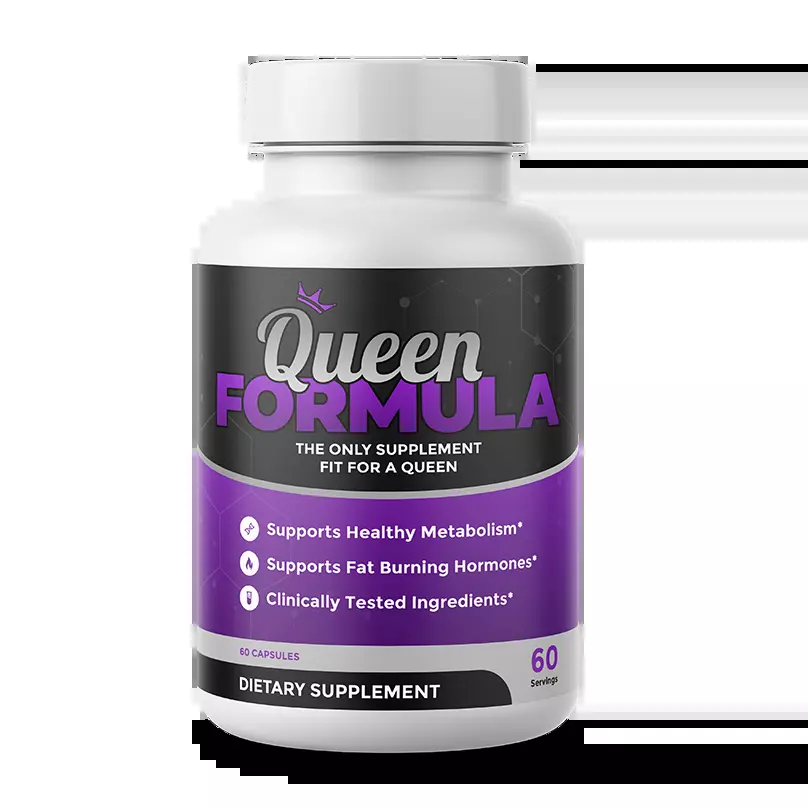 Queen
FORMULA
THE ONLY SUPPLEMENT
FIT FOR A QUEEN
Supports Healthy Metabolism*
Supports Fat Burning Hormones*
Clinically Tested Ingredients*
60 CAPSULES
60
Servings
DIETARY SUPPLEMENT